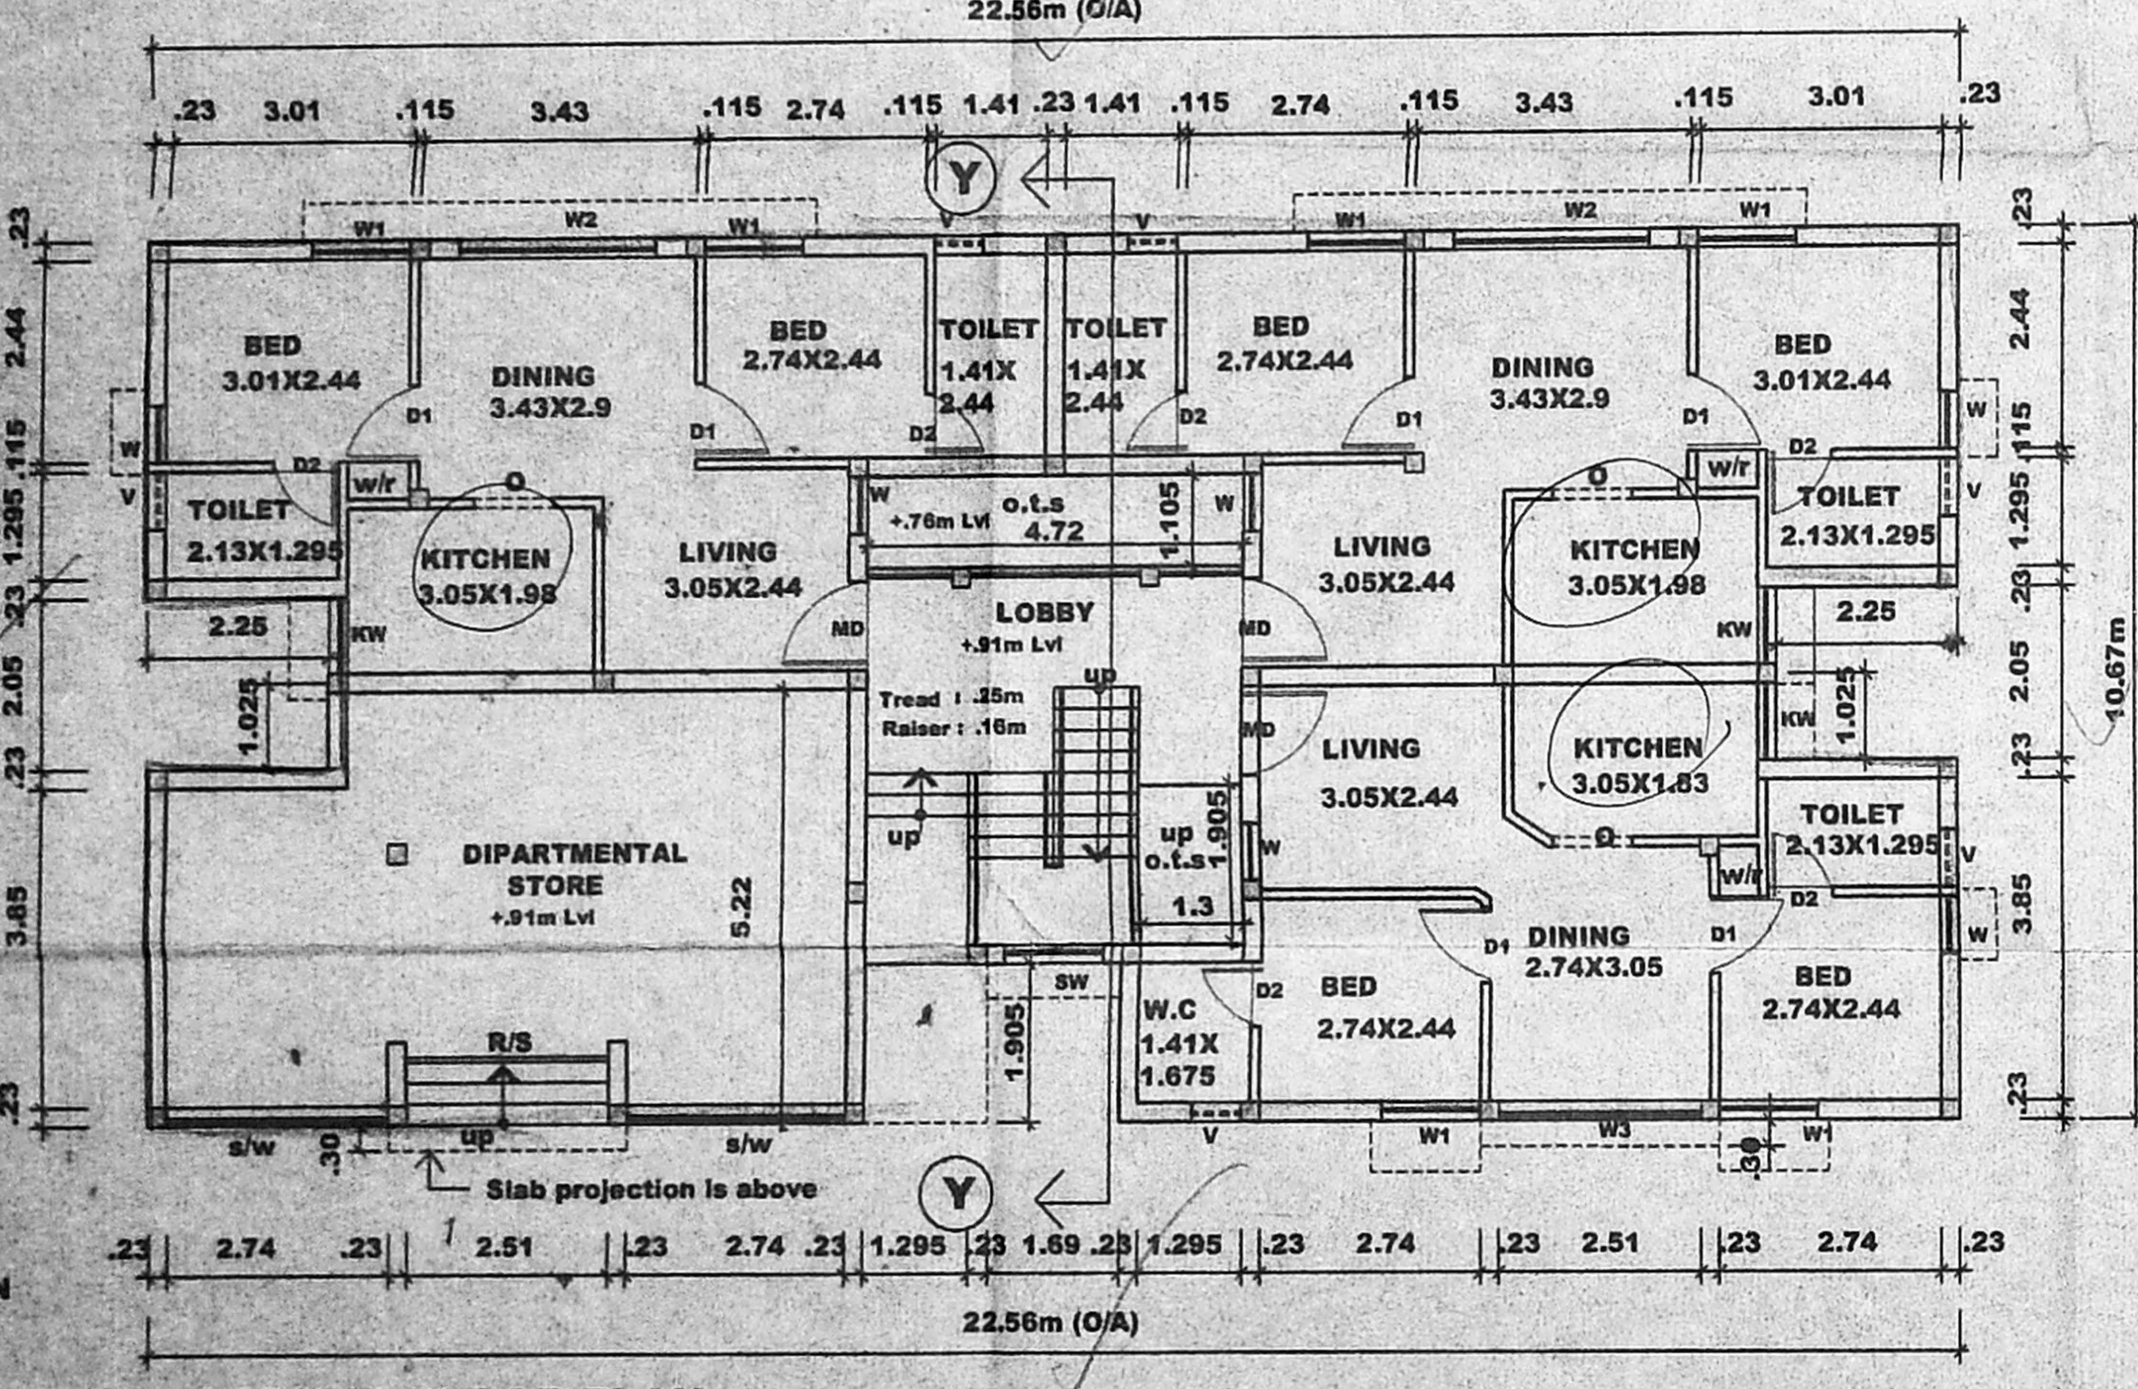 22.56m (O/A)
.23 3.01 .115 3.43 .115 2.74 .115 1.41 .23 1.41 .115 2.74 .115 3.43 .115 3.01 .23
Y
W1 W2 W1 V V W1 W2 W1
.23
2.44
.115
1.295
.23
2.05
.23
3.85
.23
BED
3.01X2.44
D1
DINING
3.43X2.9
D1
BED
2.74X2.44
D2
TOILET
1.41X
2.44
TOILET
1.41X
2.44
D2
BED
2.74X2.44
D1
DINING
3.43X2.9
D1
BED
3.01X2.44
W
V
D2
w/r
O
TOILET
2.13X1.295
KITCHEN
3.05X1.98
KW
LIVING
3.05X2.44
MD
W
+.76m Lvl
o.t.s
4.72
1.105
W
LIVING
3.05X2.44
MD
O
KITCHEN
3.05X1.98
KW
w/r
D2
TOILET
2.13X1.295
W
V
2.25
1.025
2.25
1.025
LOBBY
+.91m Lvl
up
Tread : .25m
Raiser : .16m
up
up
o.t.s
1.905
1.3
DIPARTMENTAL
STORE
+.91m Lvl
5.22
R/S
up
s/w
s/w
.30
Slab projection is above
MD
LIVING
3.05X2.44
W
KITCHEN
3.05X1.83
KW
O
TOILET
2.13X1.295
w/r
D2
V
W
D1
DINING
2.74X3.05
D1
BED
2.74X2.44
BED
2.74X2.44
D2
W.C
1.41X
1.675
SW
1.905
V
W1
W3
W1
.30
Y
.23
2.44
.115
1.295
.23
2.05
.23
3.85
.23
10.67m
.23 2.74 .23 2.51 .23 2.74 .23 1.295 .23 1.69 .23 1.295 .23 2.74 .23 2.51 .23 2.74 .23
22.56m (O/A)